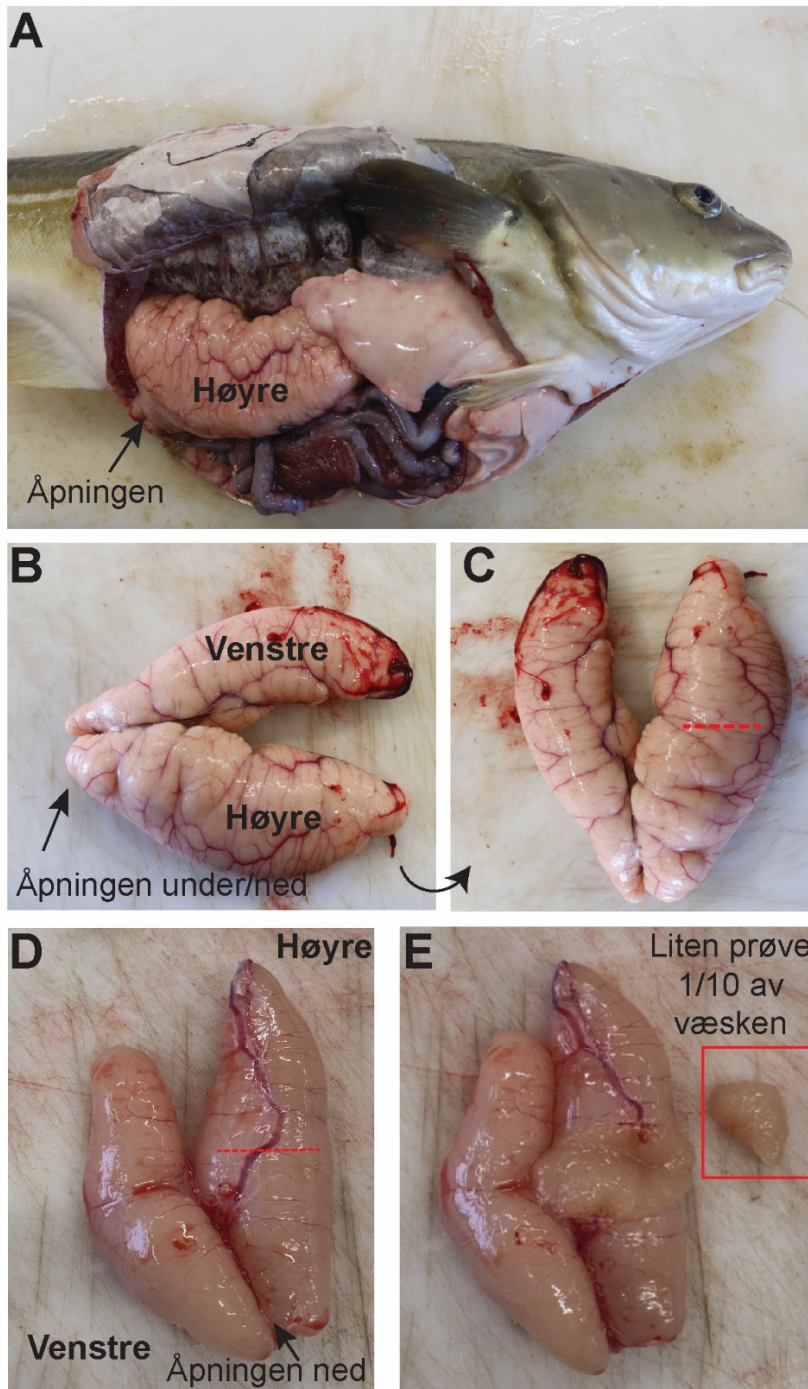 A
Høyre
Åpningen
B
Venstre
Høyre
Åpningen under/ned
C
D
Høyre
Venstre
Åpningen ned
E
Liten prøve
1/10 av
væsken